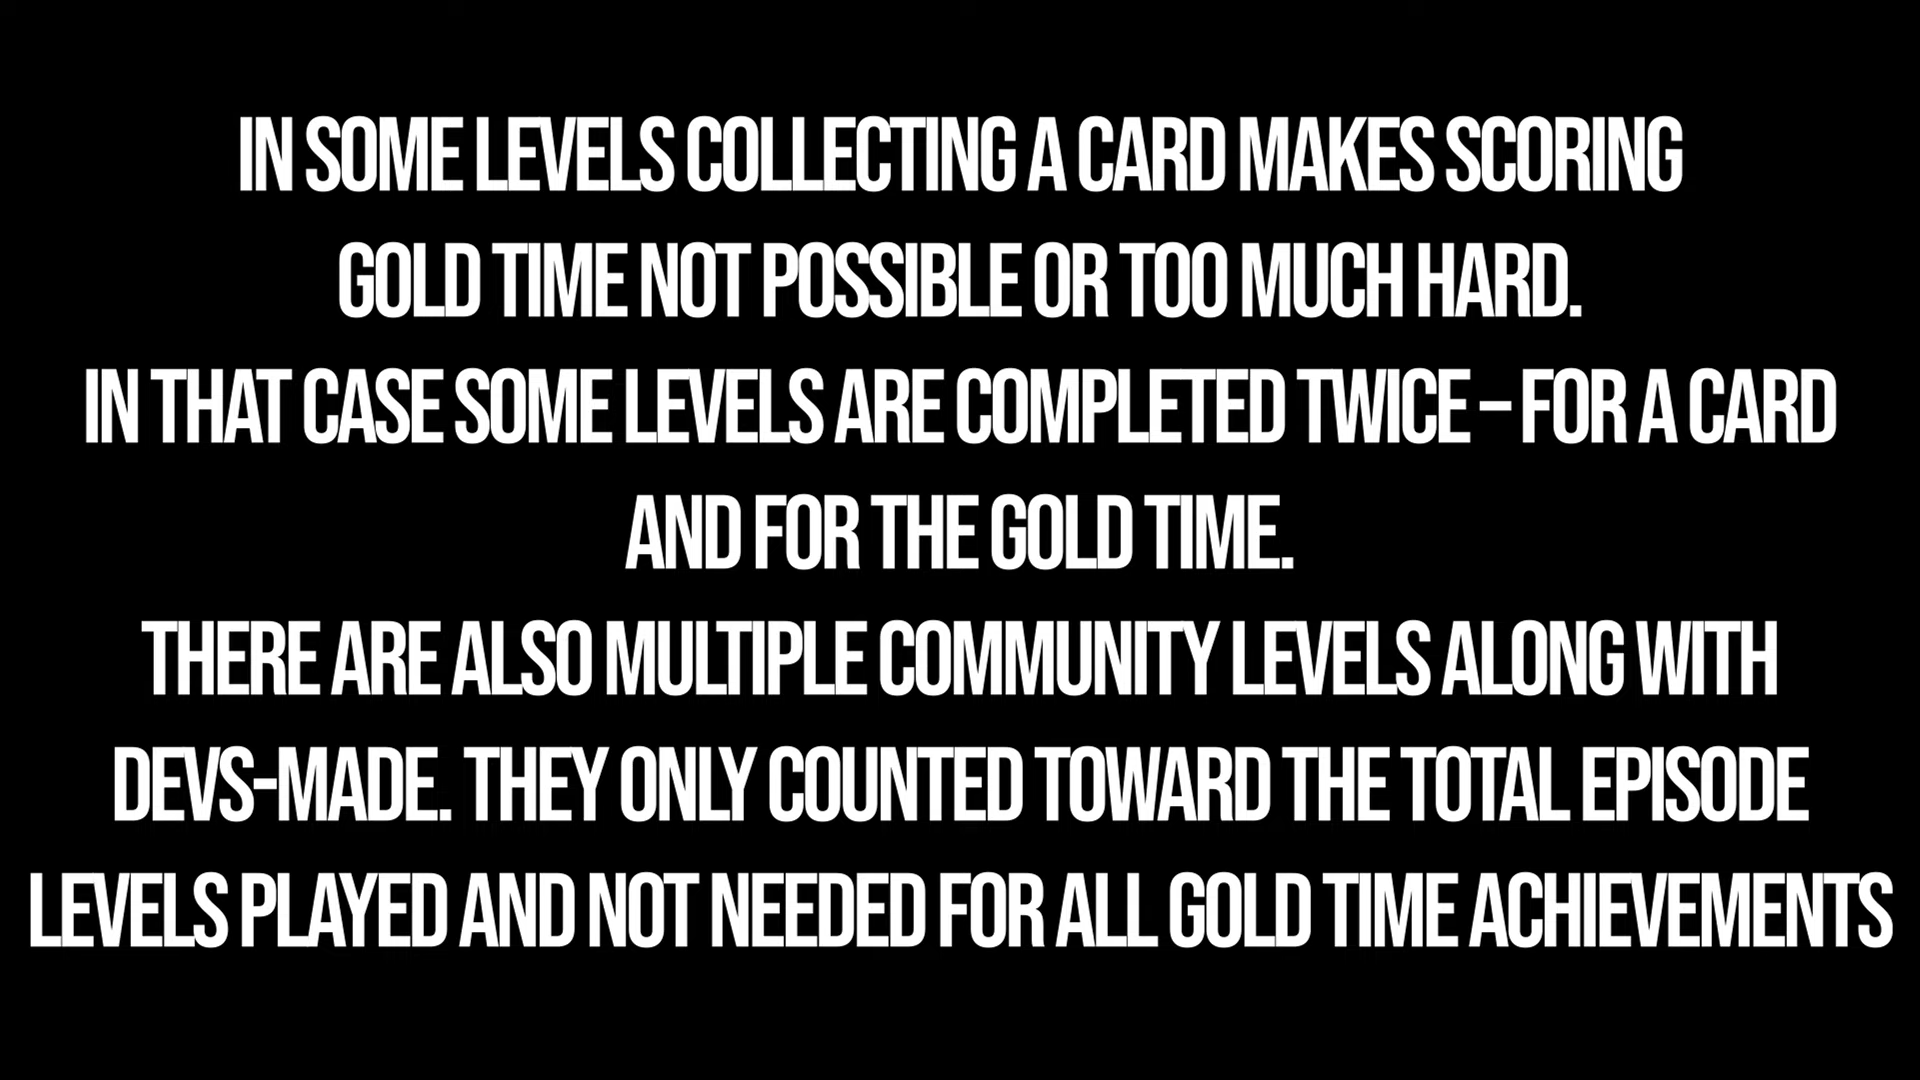 IN SOME LEVELS COLLECTING A CARD MAKES SCORING
GOLD TIME NOT POSSIBLE OR TOO MUCH HARD.
IN THAT CASE SOME LEVELS ARE COMPLETED TWICE – FOR A CARD
AND FOR THE GOLD TIME.
THERE ARE ALSO MULTIPLE COMMUNITY LEVELS ALONG WITH
DEVS-MADE. THEY ONLY COUNTED TOWARD THE TOTAL EPISODE
LEVELS PLAYED AND NOT NEEDED FOR ALL GOLD TIME ACHIEVEMENTS